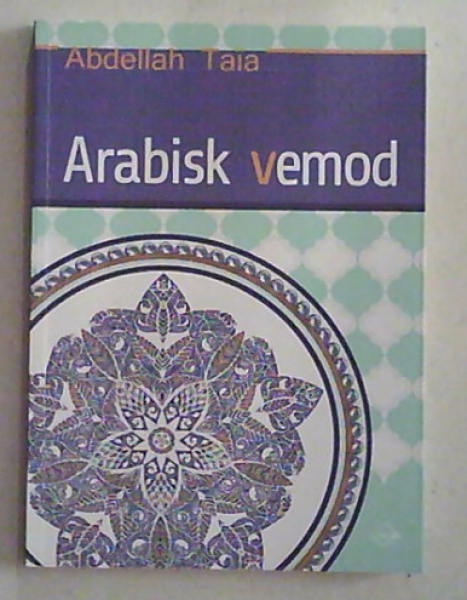 Abdellah Taïa
Arabisk vemod